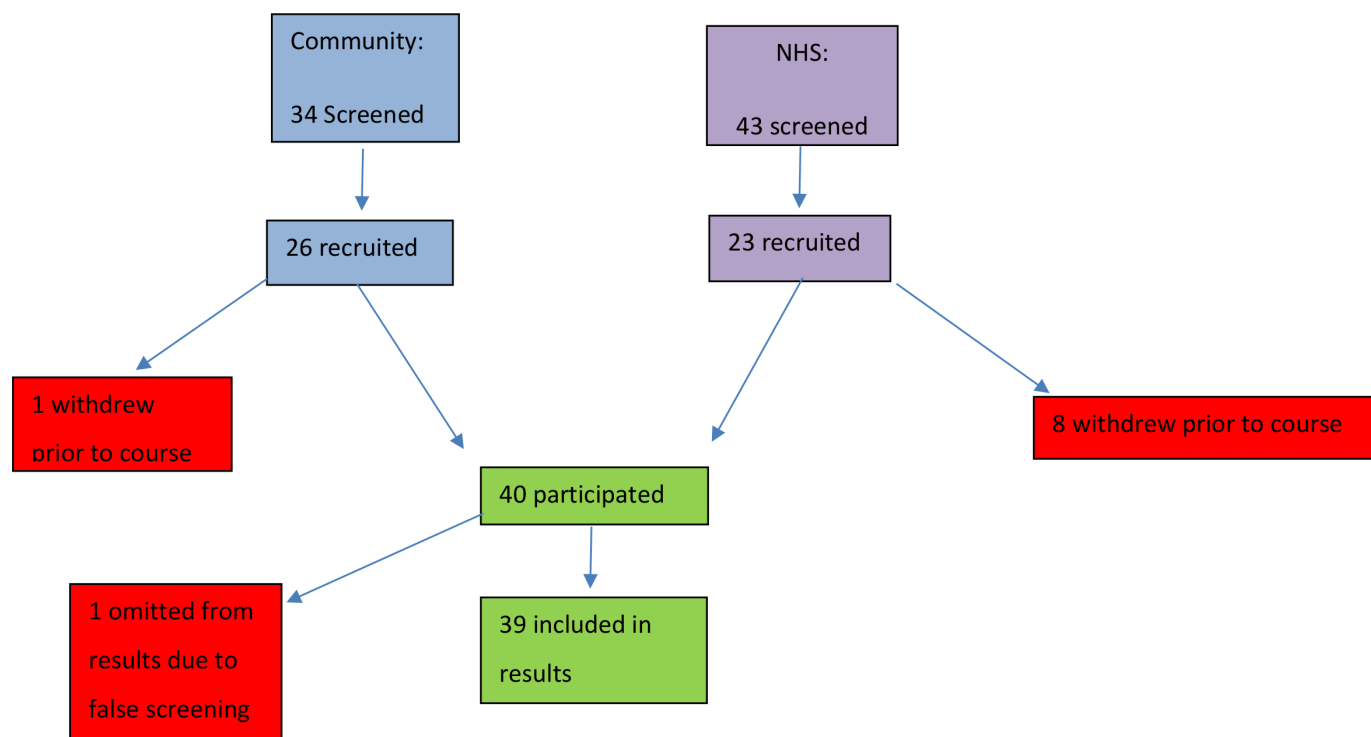 Community:
34 Screened
NHS:
43 screened
26 recruited
23 recruited
1 withdrew
prior to course
8 withdrew prior to course
40 participated
1 omitted from
results due to
false screening
39 included in
results